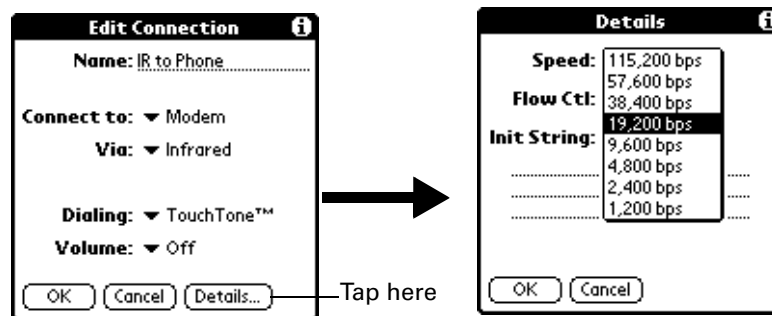 Edit Connection
Name: IR to Phone
Connect to: Modem
Via: Infrared
Dialing: TouchTone™
Volume: Off
OK Cancel Details...
Tap here
Details
Speed: 115,200 bps
57,600 bps
Flow Ctl: 38,400 bps
19,200 bps
Init String: 9,600 bps
4,800 bps
2,400 bps
1,200 bps
OK Cancel